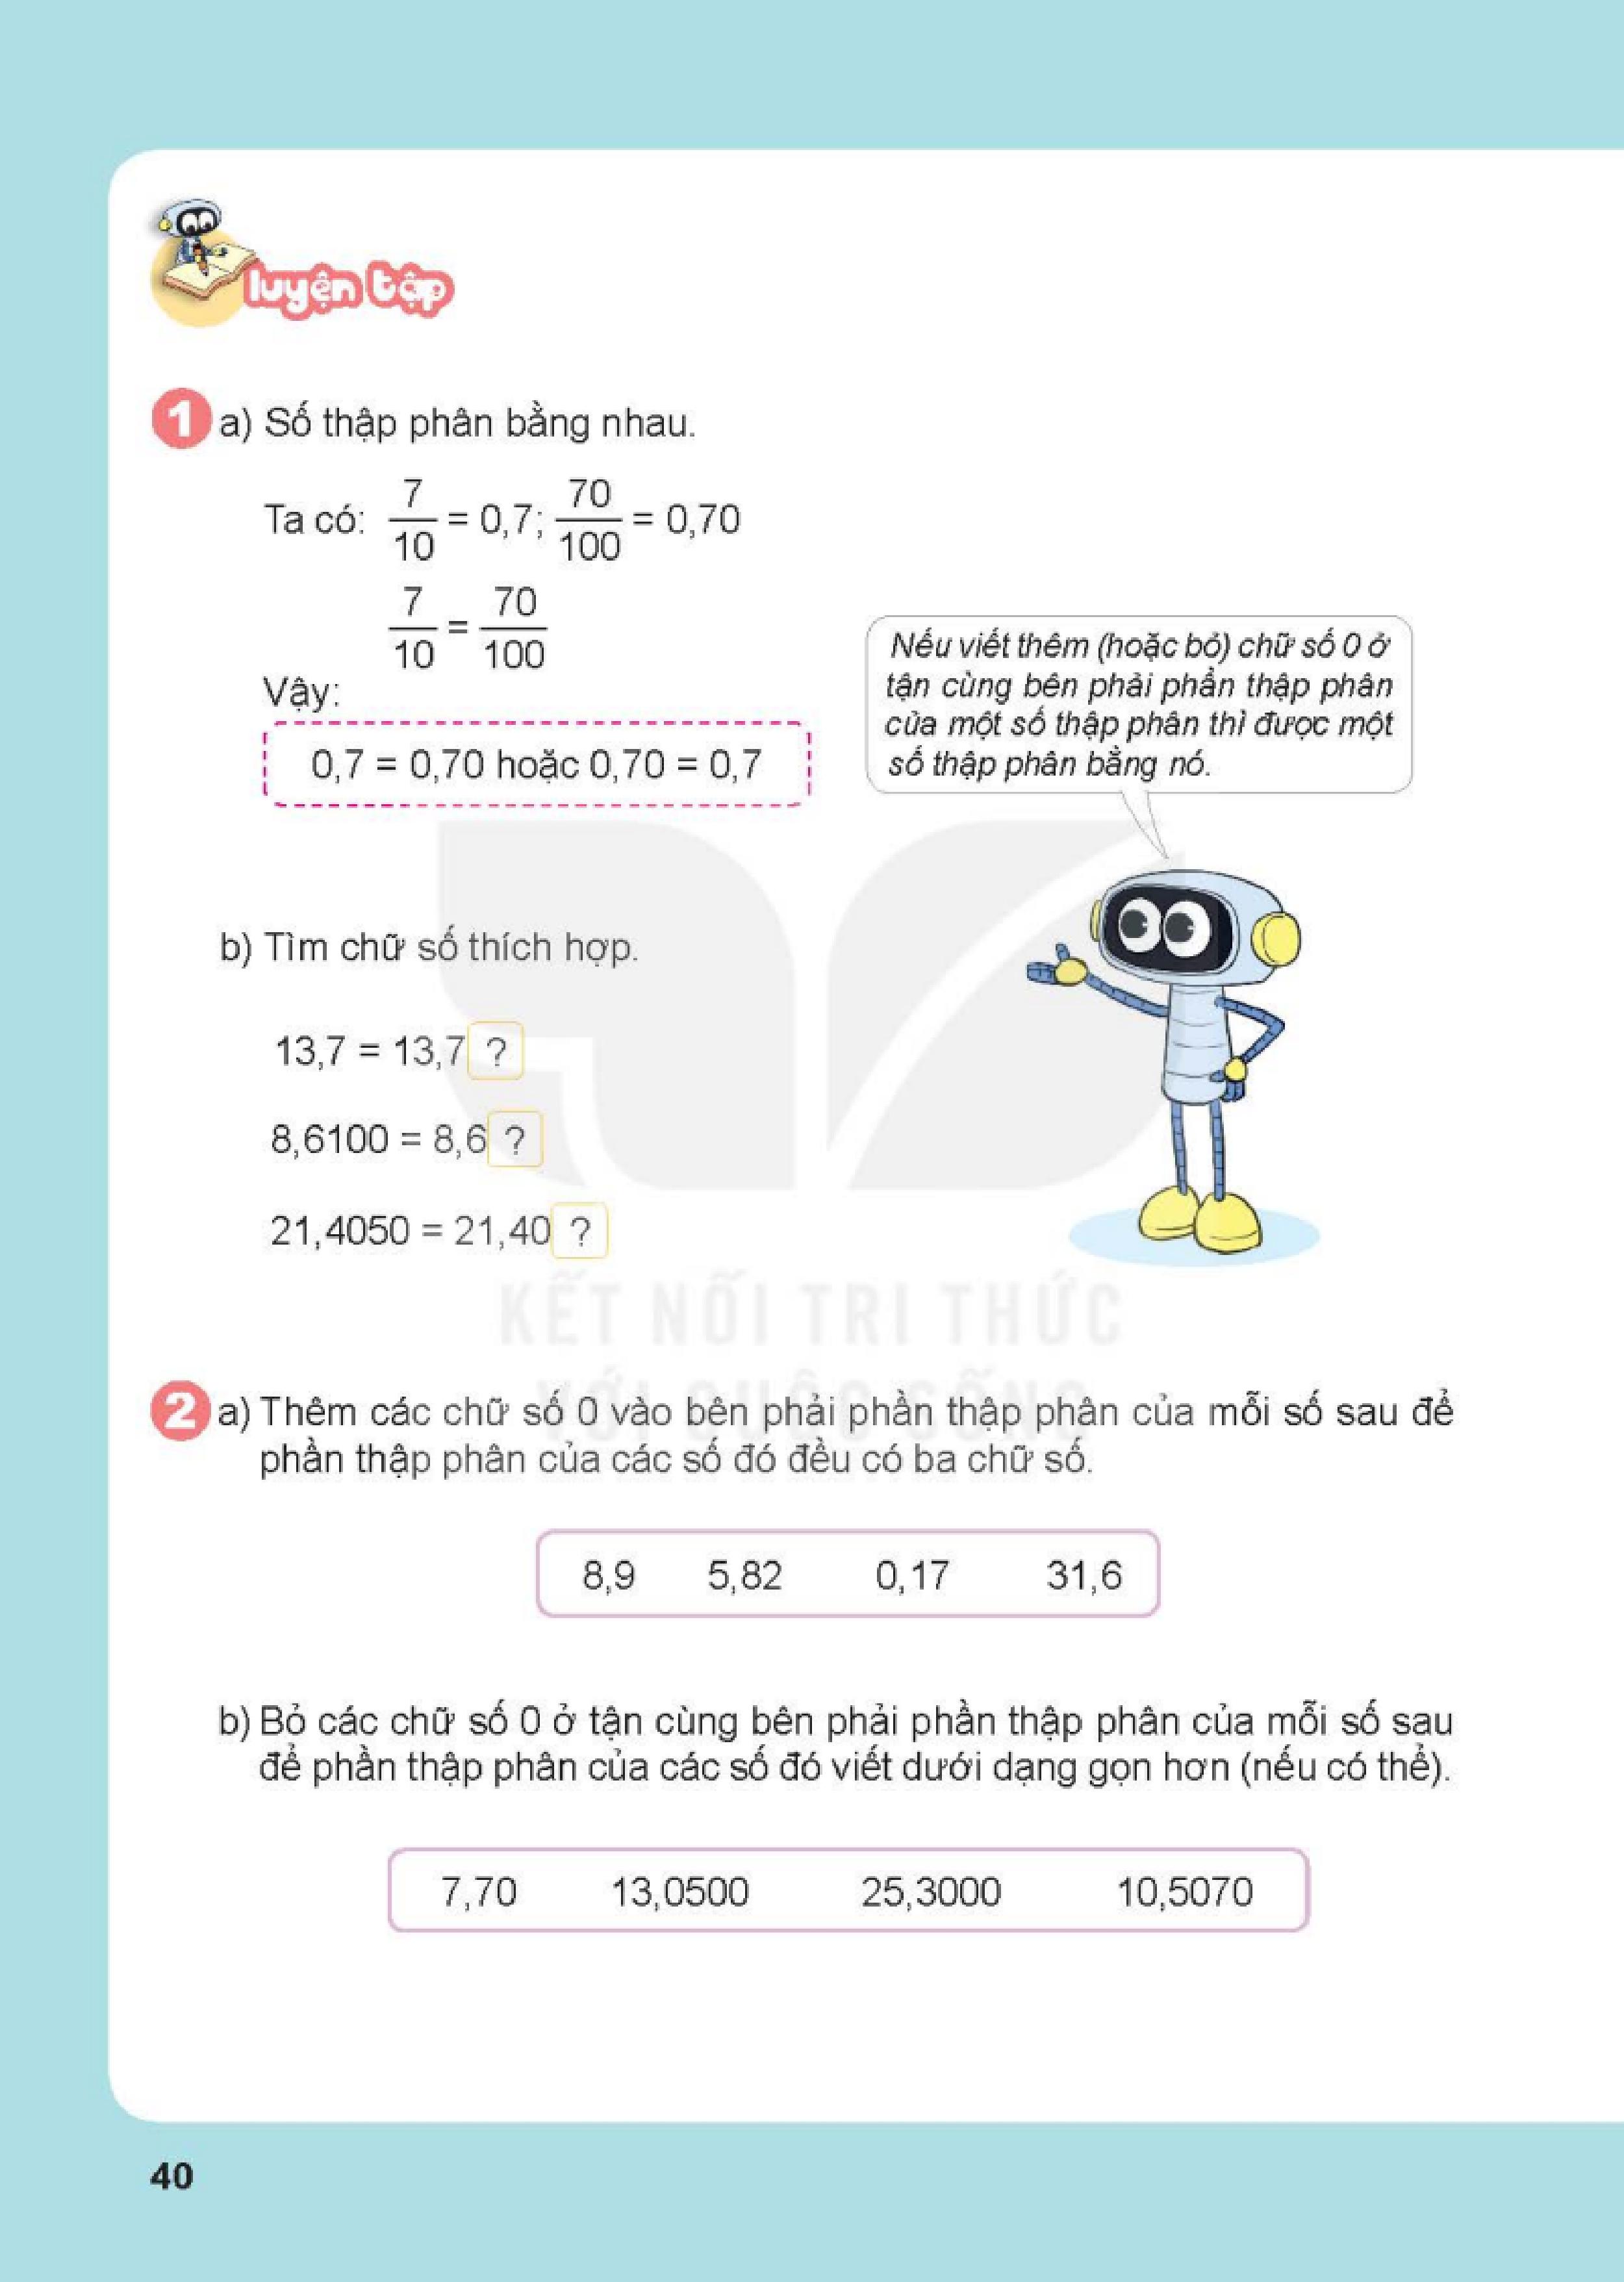 luyện tập
1 a) Số thập phân bằng nhau.
Ta có: 7/10 = 0,7; 70/100 = 0,70
7/10 = 70/100
Vậy:
0,7 = 0,70 hoặc 0,70 = 0,7
Nếu viết thêm (hoặc bỏ) chữ số 0 ở
tận cùng bên phải phần thập phân
của một số thập phân thì được một
số thập phân bằng nó.
b) Tìm chữ số thích hợp.
13,7 = 13,7 ?
8,6100 = 8,6 ?
21,4050 = 21,40 ?
KẾT NỐI TRI THỨC
VỚI CUỘC SỐNG
2 a) Thêm các chữ số 0 vào bên phải phần thập phân của mỗi số sau để
phần thập phân của các số đó đều có ba chữ số.
8,9 5,82 0,17 31,6
b) Bỏ các chữ số 0 ở tận cùng bên phải phần thập phân của mỗi số sau
để phần thập phân của các số đó viết dưới dạng gọn hơn (nếu có thể).
7,70 13,0500 25,3000 10,5070
40